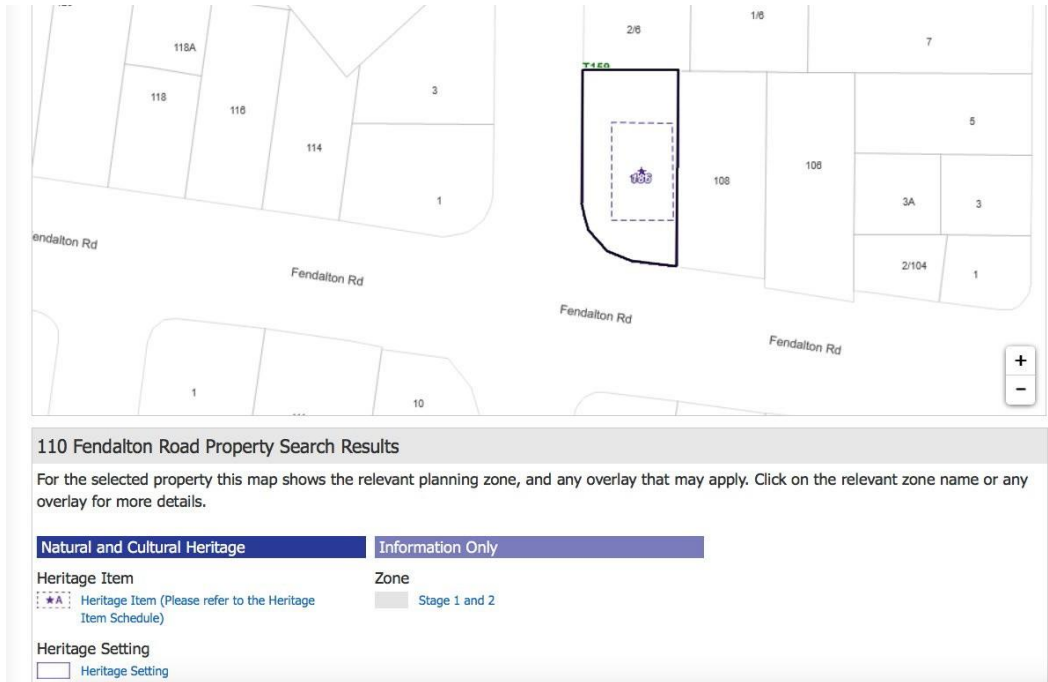 118A
118
116
114
3
1
2/6
1/6
7
T159
185
108
106
5
3A
3
2/104
1
endalton Rd
Fendalton Rd
Fendalton Rd
Fendalton Rd
1
10
+
−
110 Fendalton Road Property Search Results
For the selected property this map shows the relevant planning zone, and any overlay that may apply. Click on the relevant zone name or any
overlay for more details.
Natural and Cultural Heritage
Information Only
Heritage Item
Zone
★A
Heritage Item (Please refer to the Heritage
Item Schedule)
Stage 1 and 2
Heritage Setting
Heritage Setting